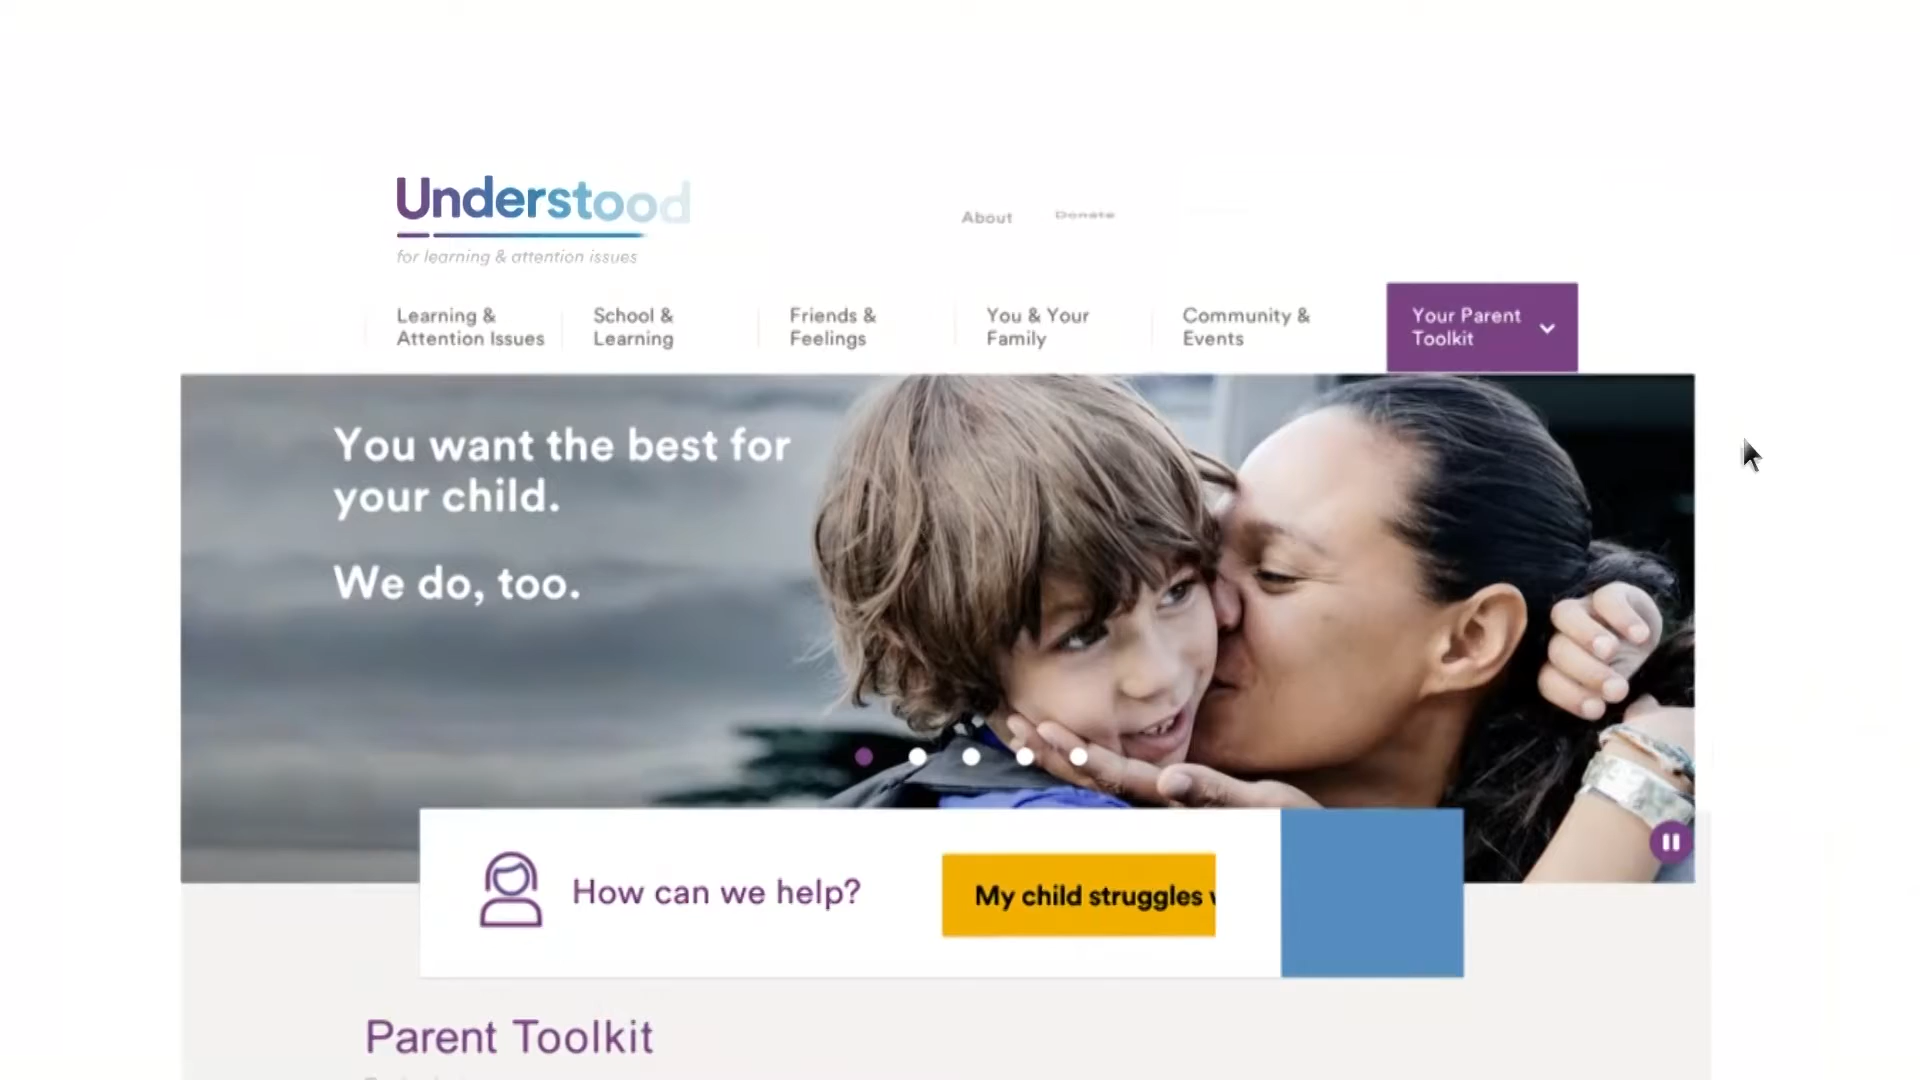 Understood
for learning & attention issues
About
Donate
Learning &
Attention Issues
School &
Learning
Friends &
Feelings
You & Your
Family
Community &
Events
Your Parent
Toolkit
You want the best for
your child.
We do, too.
How can we help?
My child struggles
Parent Toolkit